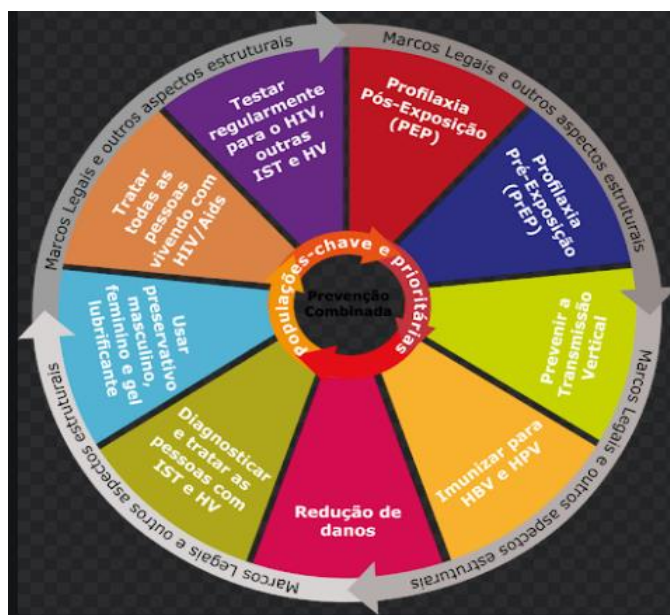 Marcos Legais e outros aspectos estruturais
Marcos Legais e outros aspectos estruturais
Marcos Legais e outros aspectos estruturais
Marcos Legais e outros aspectos estruturais
Marcos Legais e outros aspectos estruturais
Testar
regularmente
para o HIV,
outras
IST e HV
Profilaxia
Pós-Exposição
(PEP)
Profilaxia
Pré-Exposição
(PrEP)
Prevenir a
Transmissão
Vertical
Imunizar para
HBV e HPV
Redução de
danos
Diagnosticar
e tratar as
pessoas com
IST e HV
Usar
preservativo
masculino,
feminino e gel
lubrificante
Tratar
todas as
pessoas
vivendo com
HIV/Aids
Populações-chave e prioritárias
Prevenção
Combinada